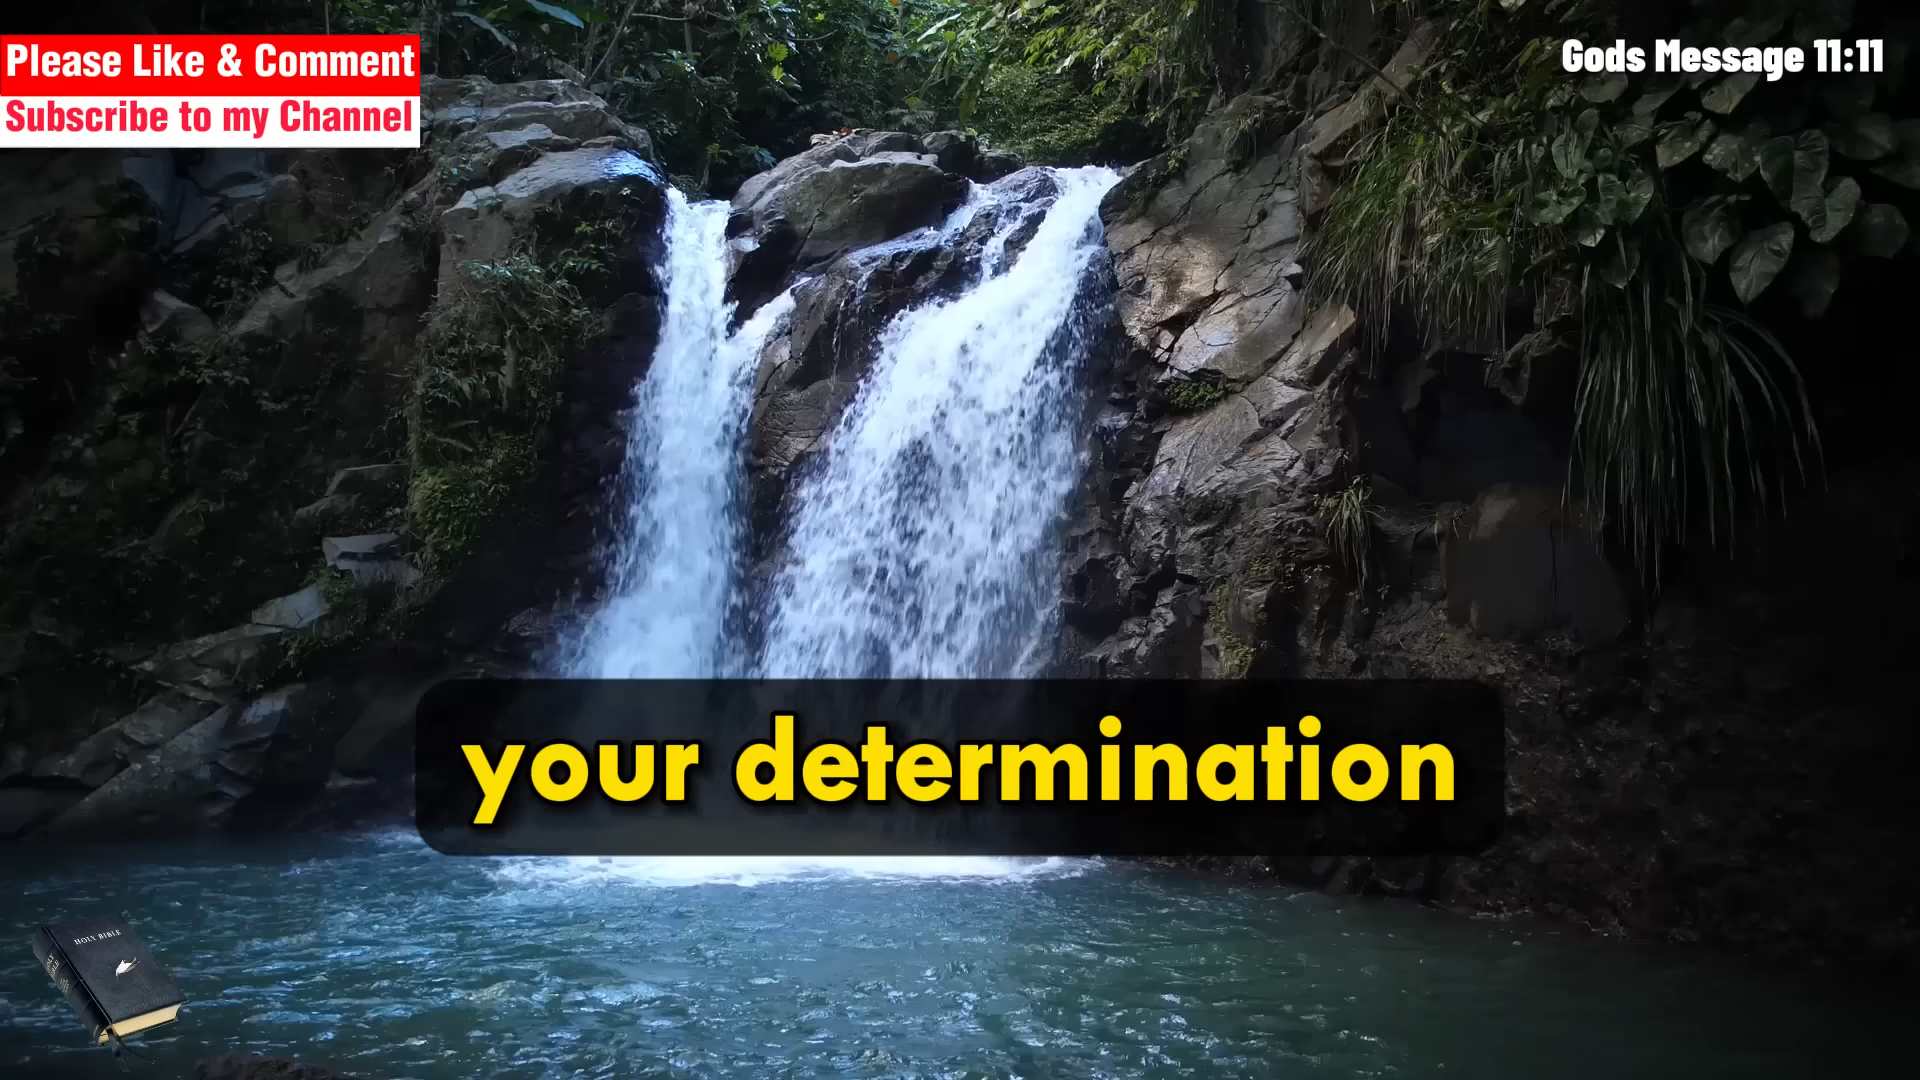 Please Like & Comment
Subscribe to my Channel
Gods Message 11:11
your determination
HOLY BIBLE